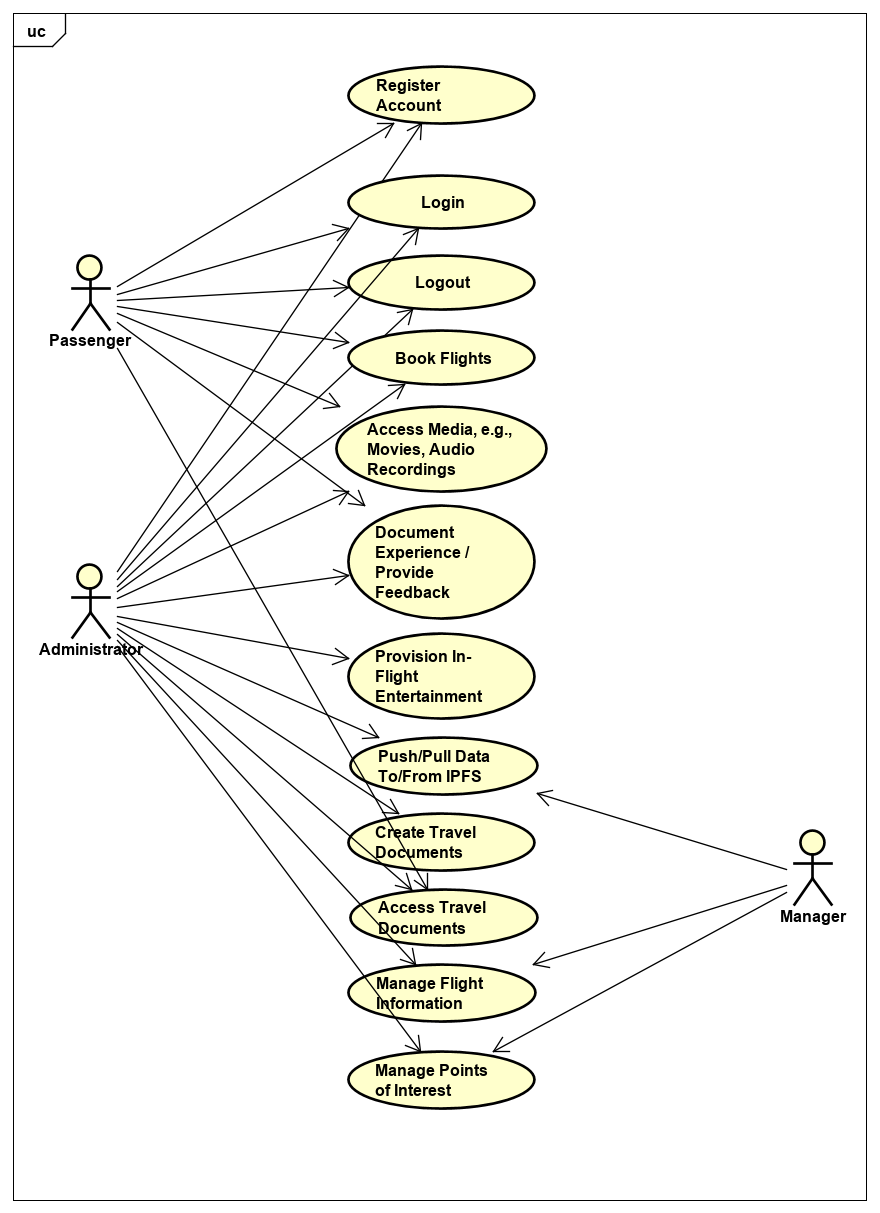 uc
Register
Account
Login
Logout
Passenger
Book Flights
Access Media, e.g.,
Movies, Audio
Recordings
Document
Experience /
Provide
Feedback
Administrator
Provision In-
Flight
Entertainment
Push/Pull Data
To/From IPFS
Create Travel
Documents
Access Travel
Documents
Manager
Manage Flight
Information
Manage Points
of Interest